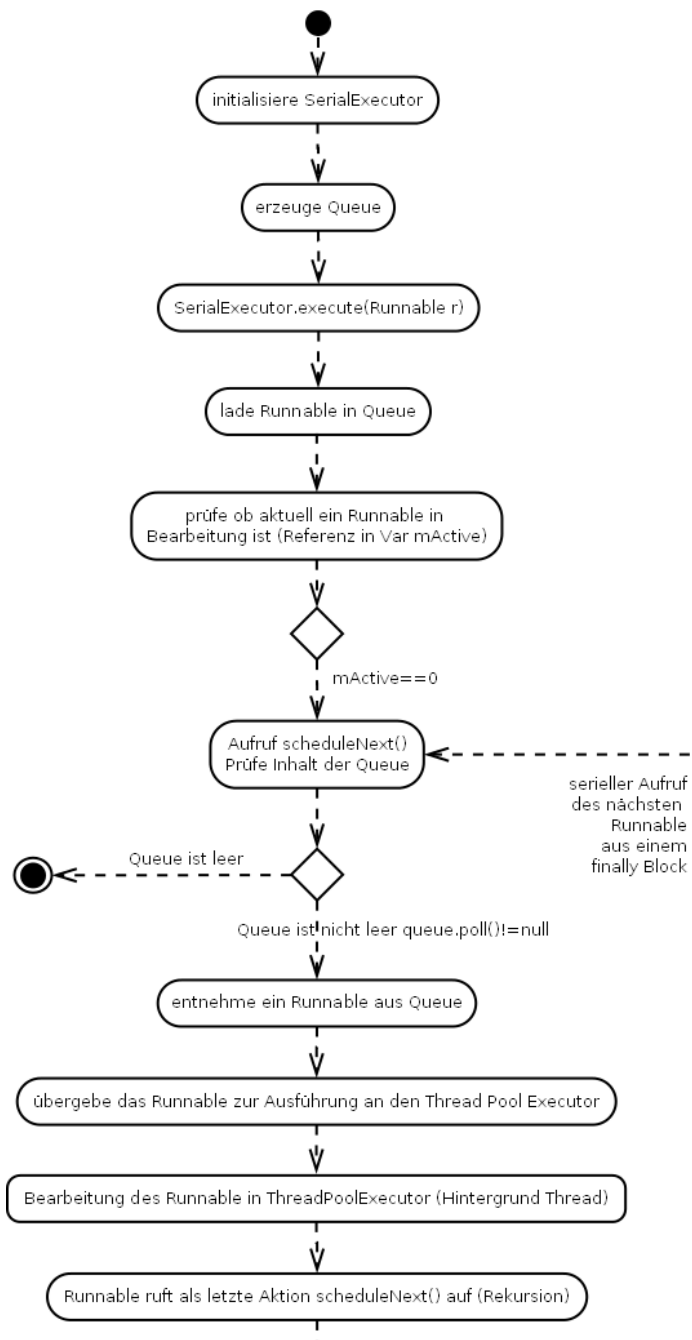 initialisiere SerialExecutor
erzeuge Queue
SerialExecutor.execute(Runnable r)
lade Runnable in Queue
prüfe ob aktuell ein Runnable in
Bearbeitung ist (Referenz in Var mActive)
mActive==0
Aufruf scheduleNext()
Prüfe Inhalt der Queue
serieller Aufruf
des nächsten
Runnable
aus einem
finally Block
Queue ist leer
Queue ist nicht leer queue.poll()!=null
entnehme ein Runnable aus Queue
übergebe das Runnable zur Ausführung an den Thread Pool Executor
Bearbeitung des Runnable in ThreadPoolExecutor (Hintergrund Thread)
Runnable ruft als letzte Aktion scheduleNext() auf (Rekursion)